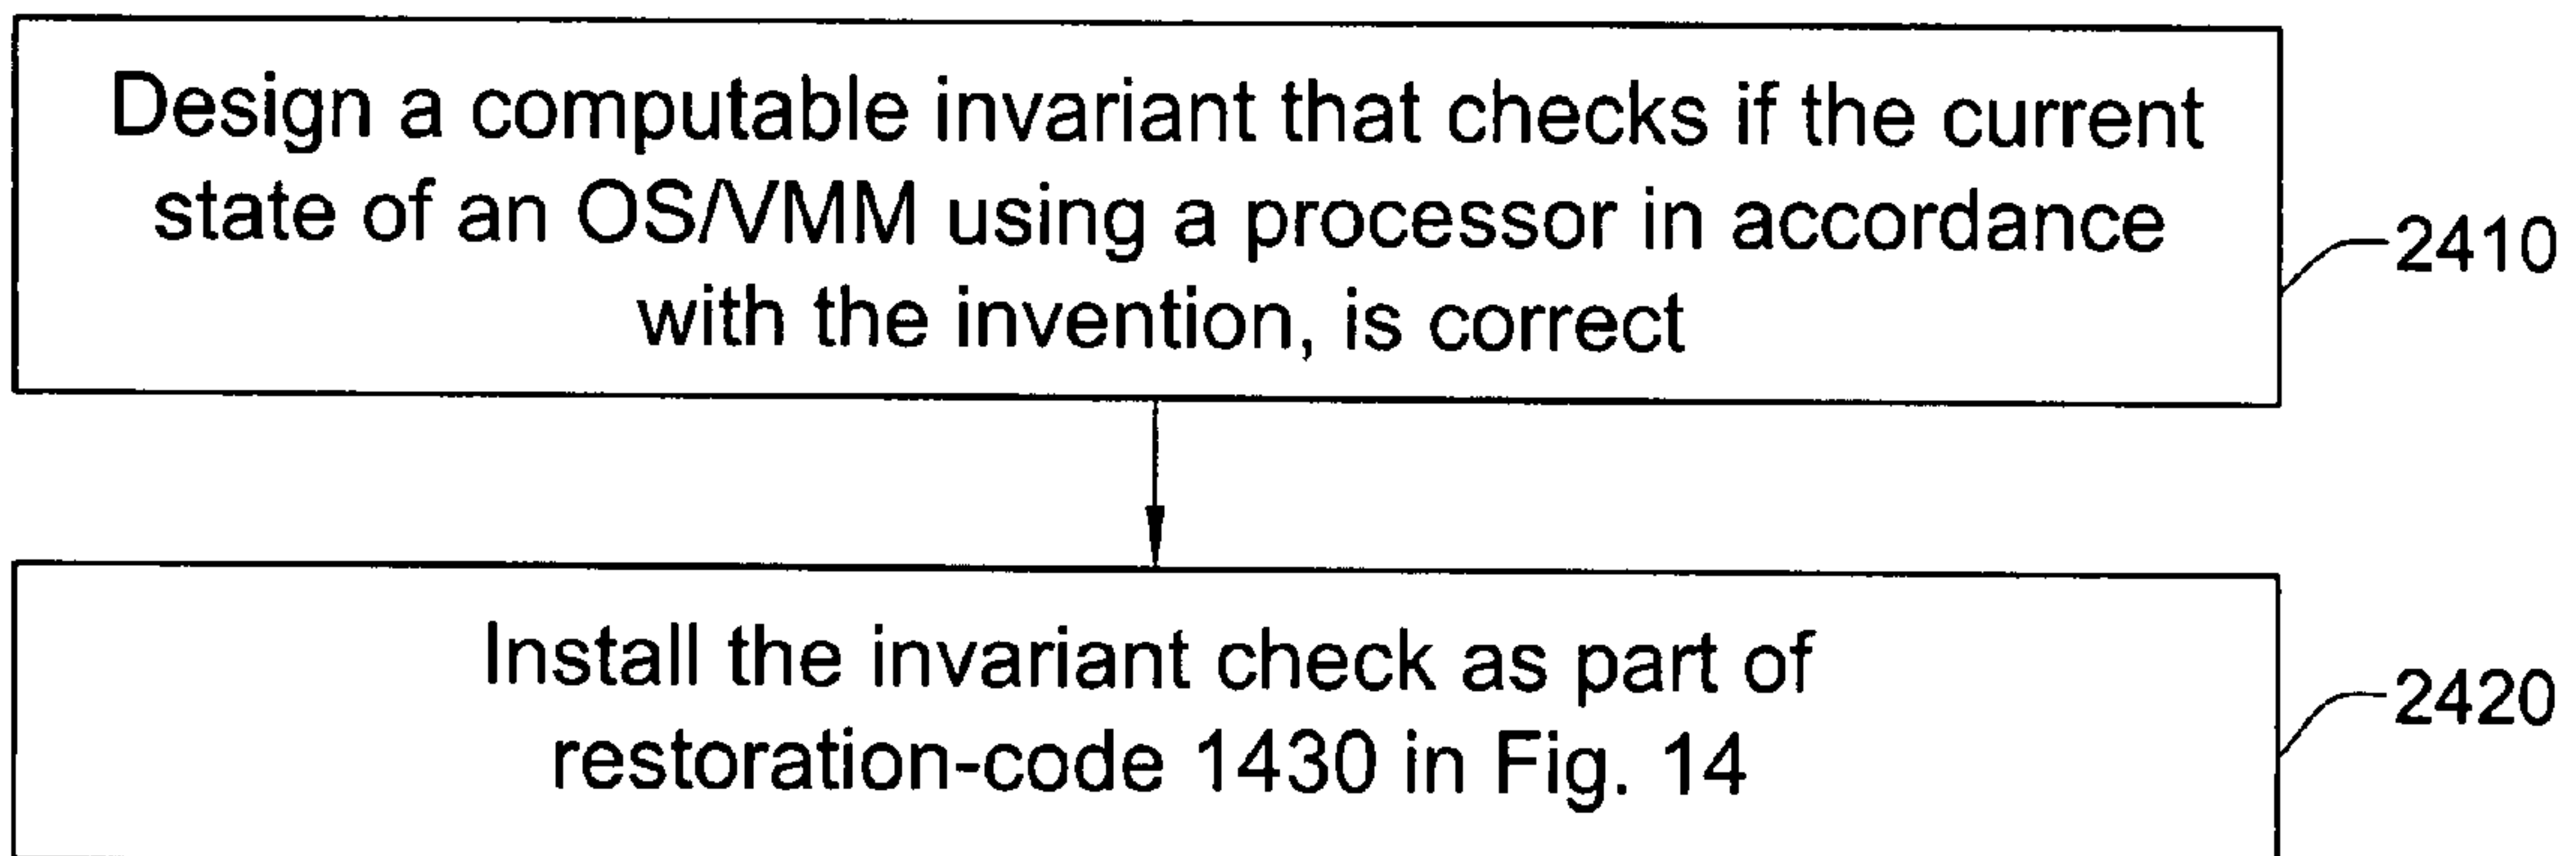 Design a computable invariant that checks if the current
state of an OS/VMM using a processor in accordance
with the invention, is correct
2410
Install the invariant check as part of
restoration-code 1430 in Fig. 14
2420